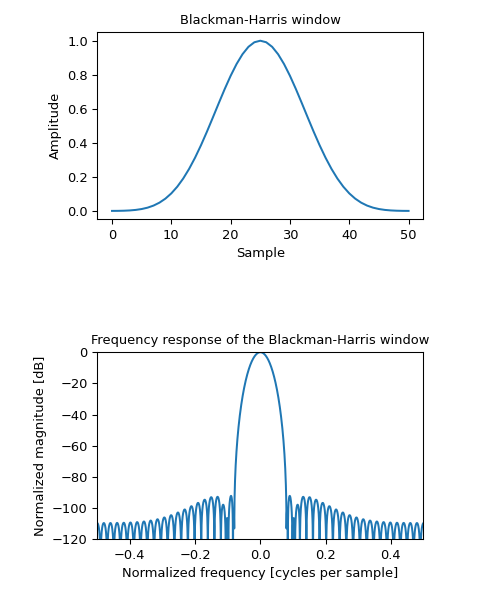 Blackman-Harris window
1.0
0.8
0.6
0.4
0.2
0.0
Amplitude
0 10 20 30 40 50
Sample
Frequency response of the Blackman-Harris window
0
−20
−40
−60
−80
−100
−120
Normalized magnitude [dB]
−0.4 −0.2 0.0 0.2 0.4
Normalized frequency [cycles per sample]